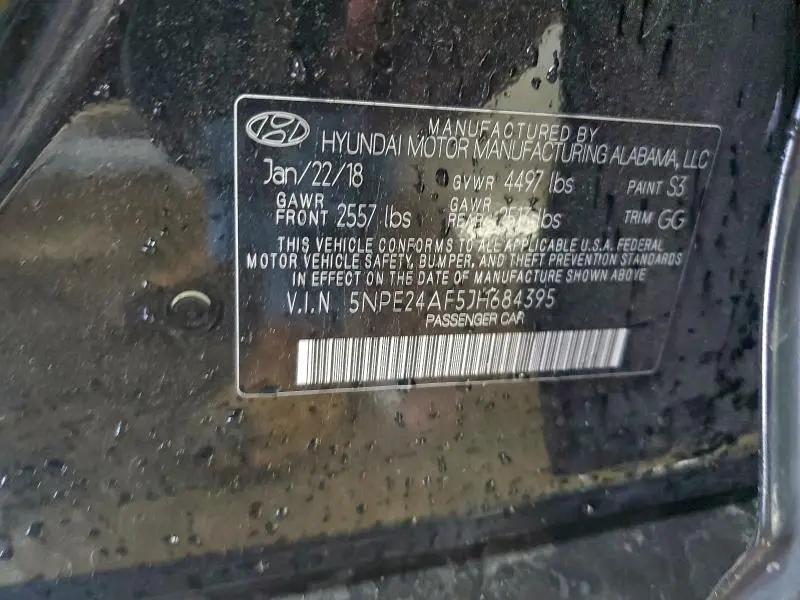 MANUFACTURED BY
HYUNDAI MOTOR MANUFACTURING ALABAMA, LLC
Jan/22/18 GVWR 4497 lbs PAINT S3
GAWR FRONT 2557 lbs GAWR lbs TRIM GG
THIS VEHICLE CONFORMS TO ALL APPLICABLE U.S.A. FEDERAL
MOTOR VEHICLE SAFETY, BUMPER, AND THEFT PREVENTION STANDARDS
IN EFFECT ON THE DATE OF MANUFACTURE SHOWN ABOVE
V.I.N 5NPE24AF5JH684395
PASSENGER CAR